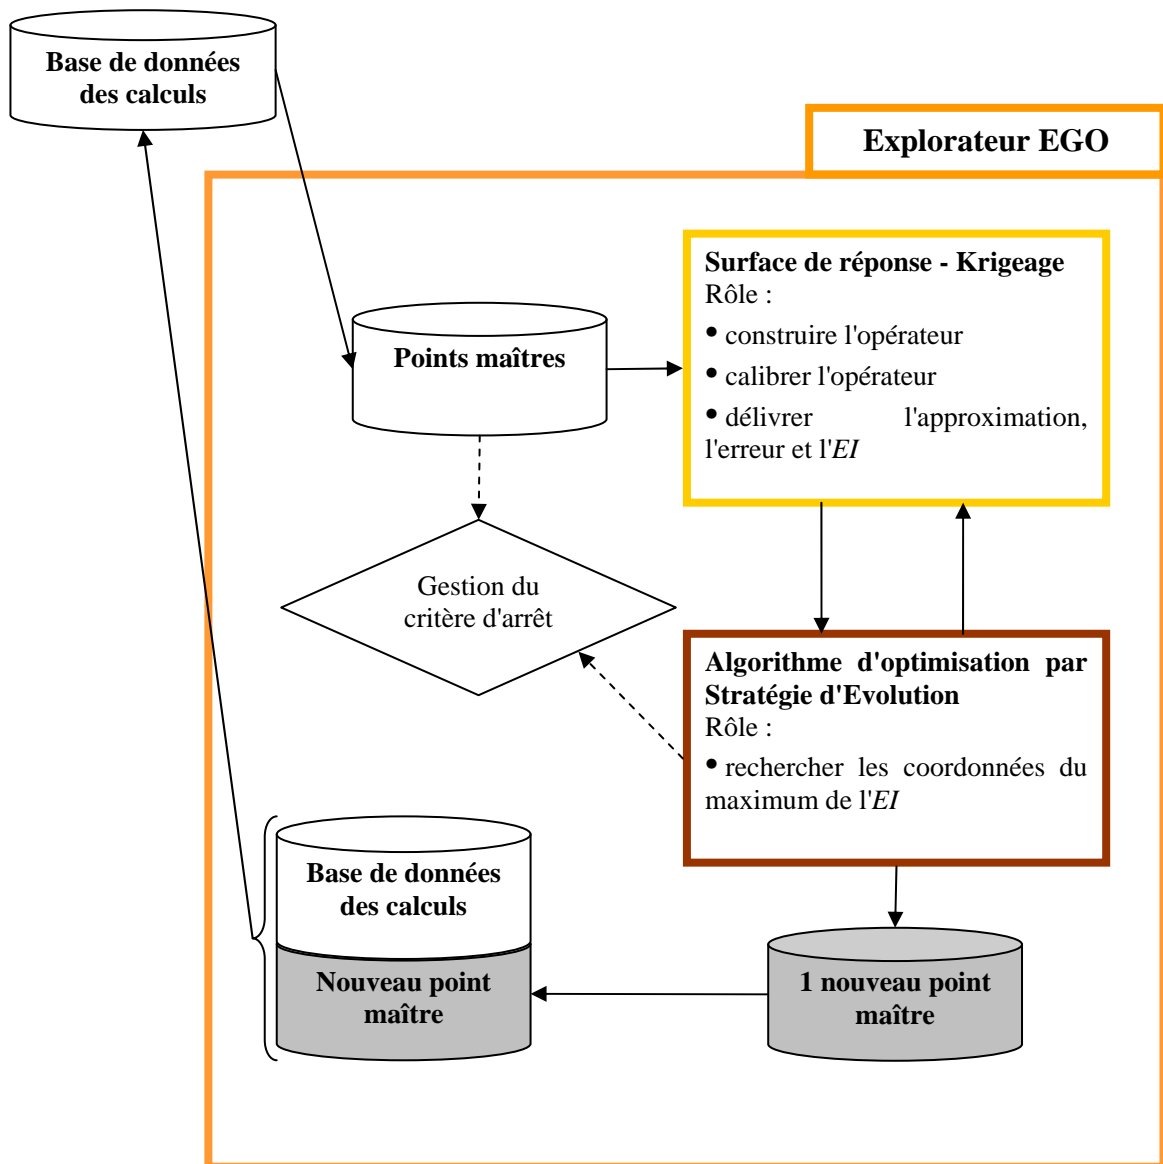 Base de données
des calculs
Explorateur EGO
Surface de réponse - Krigeage
Rôle :
• construire l'opérateur
• calibrer l'opérateur
• délivrer l'approximation,
l'erreur et l'EI
Points maîtres
Gestion du
critère d'arrêt
Algorithme d'optimisation par
Stratégie d'Evolution
Rôle :
• rechercher les coordonnées du
maximum de l'EI
Base de données
des calculs
Nouveau point
maître
1 nouveau point
maître